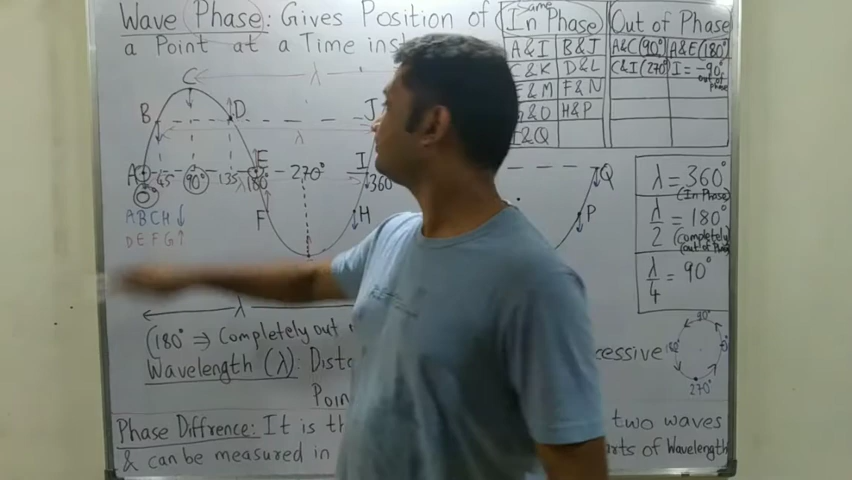 Wave Phase: Gives Position of
a Point at a Time inst
Same
In Phase
A & I B & J
C & K D & L
E & M F & N
G & O H & P
I & Q
Out of Phase
A&C (90° A&E (180°
C&I (270° I = -90°
out of
phase
C
λ
B D J
λ
A E I Q
0° 45 90° 135 180° 270° 360°
F H P
ABCH ↓
DEFG ↑
λ = 360°
(In Phase)
λ/2 = 180°
(completely
out of Phase)
λ/4 = 90°
90°
180°
270°
λ
(180° ⇒ Completely out
Wavelength (λ): Dista
cessive
Poin
Phase Diffrence: It is th
two waves
& can be measured in
rts of Wavelength